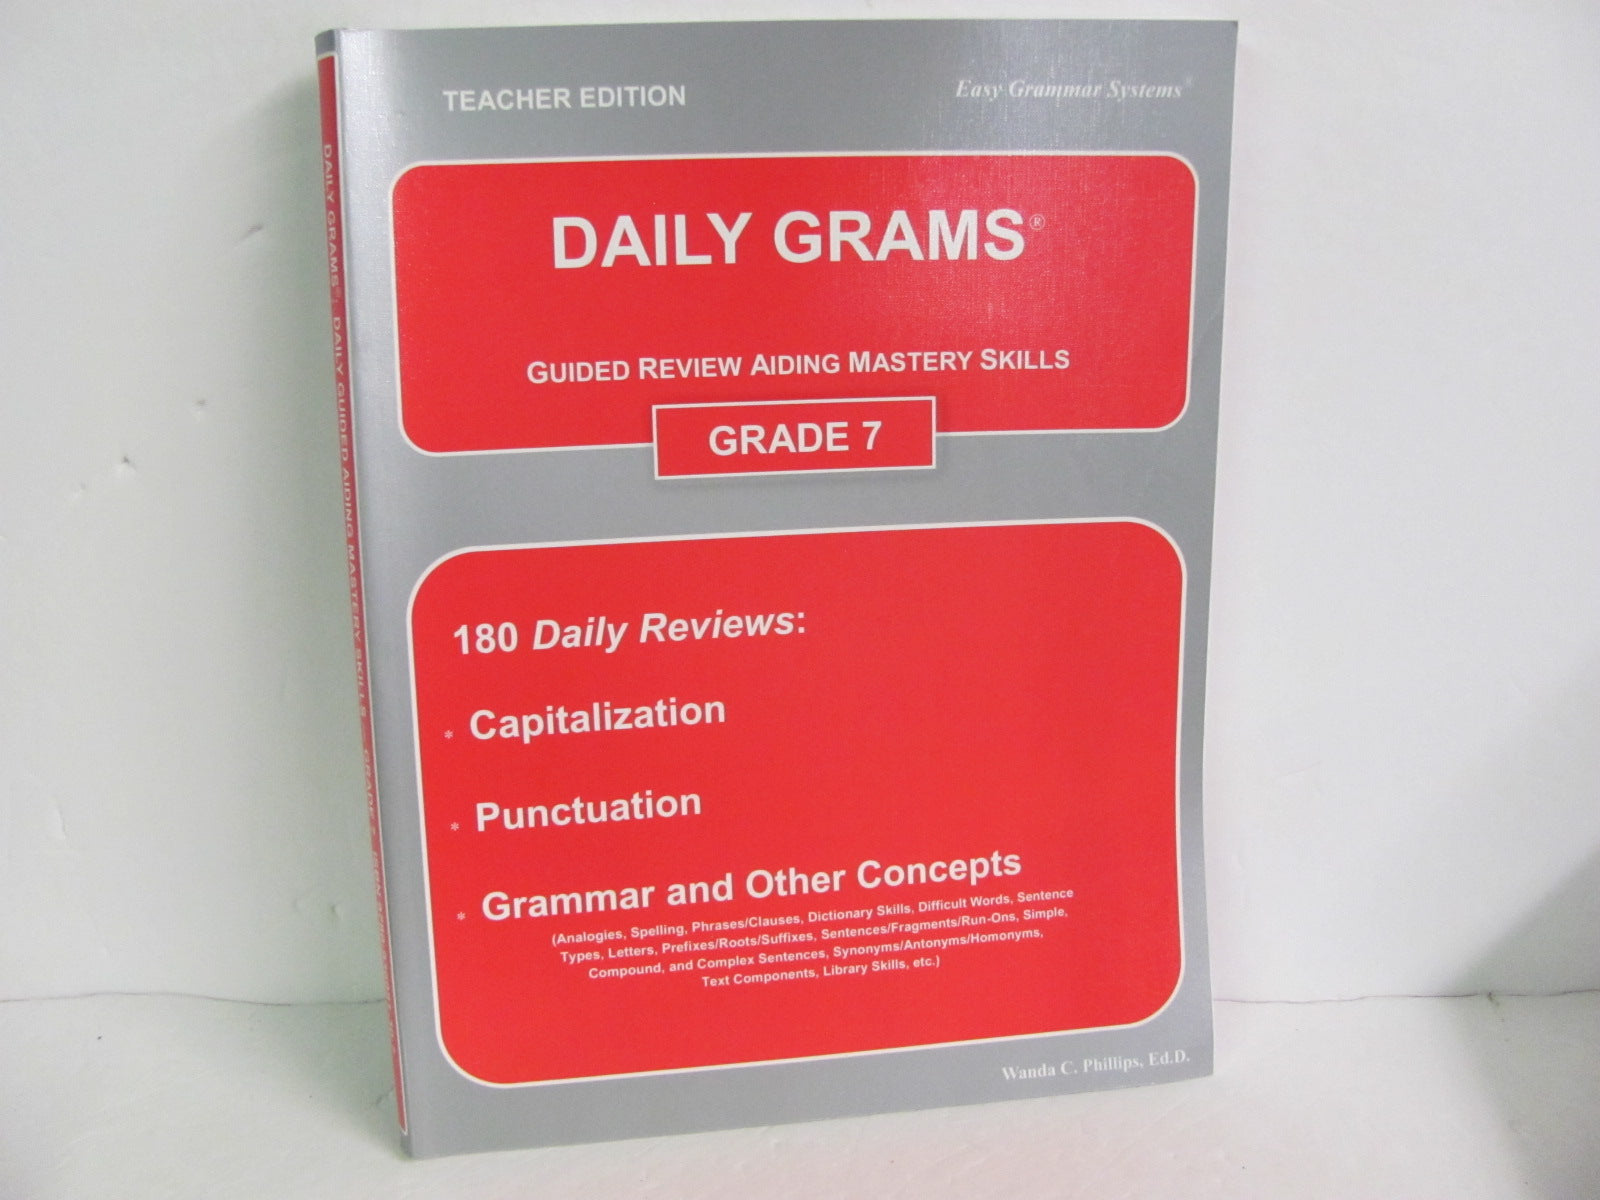 TEACHER EDITION
Easy Grammar Systems®
DAILY GRAMS®
GUIDED REVIEW AIDING MASTERY SKILLS
GRADE 7
180 Daily Reviews:
* Capitalization
* Punctuation
* Grammar and Other Concepts
(Analogies, Spelling, Phrases/Clauses, Dictionary Skills, Difficult Words, Sentence
Types, Letters, Prefixes/Roots/Suffixes, Sentences/Fragments/Run-Ons, Simple,
Compound, and Complex Sentences, Synonyms/Antonyms/Homonyms,
Text Components, Library Skills, etc.)
Wanda C. Phillips, Ed.D.
DAILY GRAMS®: DAILY GUIDED AIDING MASTERY SKILLS GRADE 7